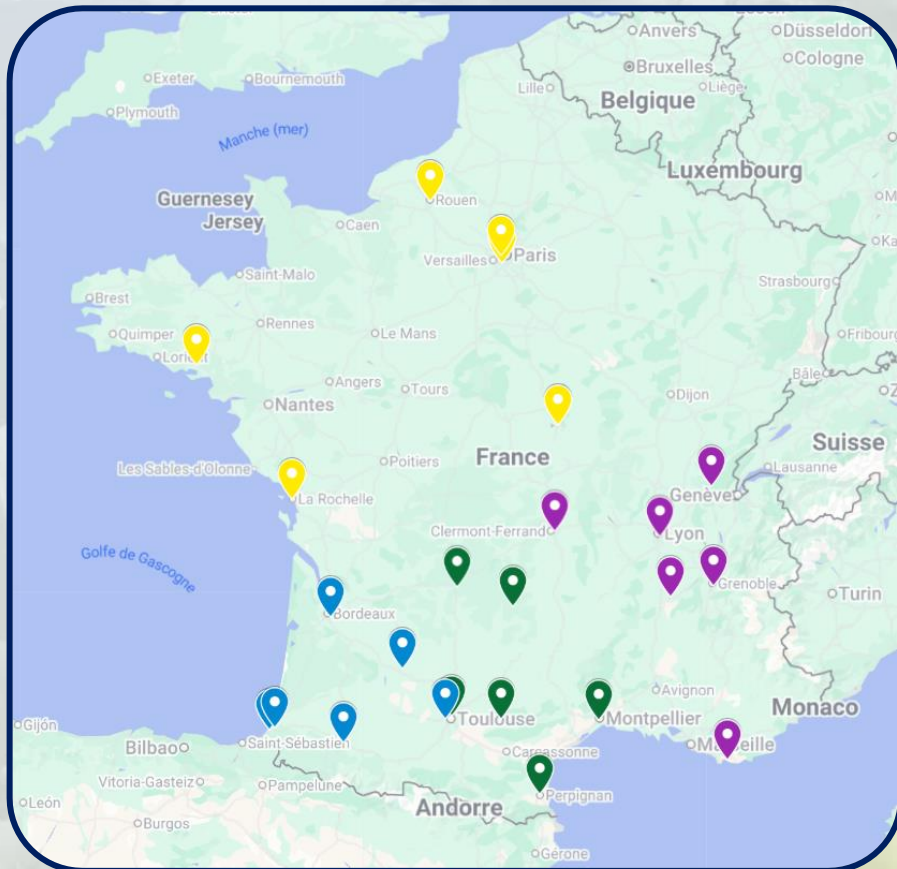 Anvers
Düsseldorf
Cologne
Exeter
Bournemouth
Bruxelles
Lille
Liège
Plymouth
Belgique
Manche (mer)
Luxembourg
Guernesey
Jersey
Rouen
Caen
Versailles
Paris
Saint-Malo
Strasbourg
Brest
Quimper
Rennes
Le Mans
Fribourg
Lorient
Bâle
Angers
Tours
Dijon
Nantes
Suisse
Les Sables-d'Olonne
Poitiers
France
Lausanne
Genève
La Rochelle
Clermont-Ferrand
Lyon
Golfe de Gascogne
Grenoble
Turin
Bordeaux
Avignon
Monaco
Gijón
Toulouse
Montpellier
Bilbao
Saint-Sébastien
Carcassonne
Marseille
Vitoria-Gasteiz
Pampelune
Perpignan
León
Andorre
Burgos
Gérone